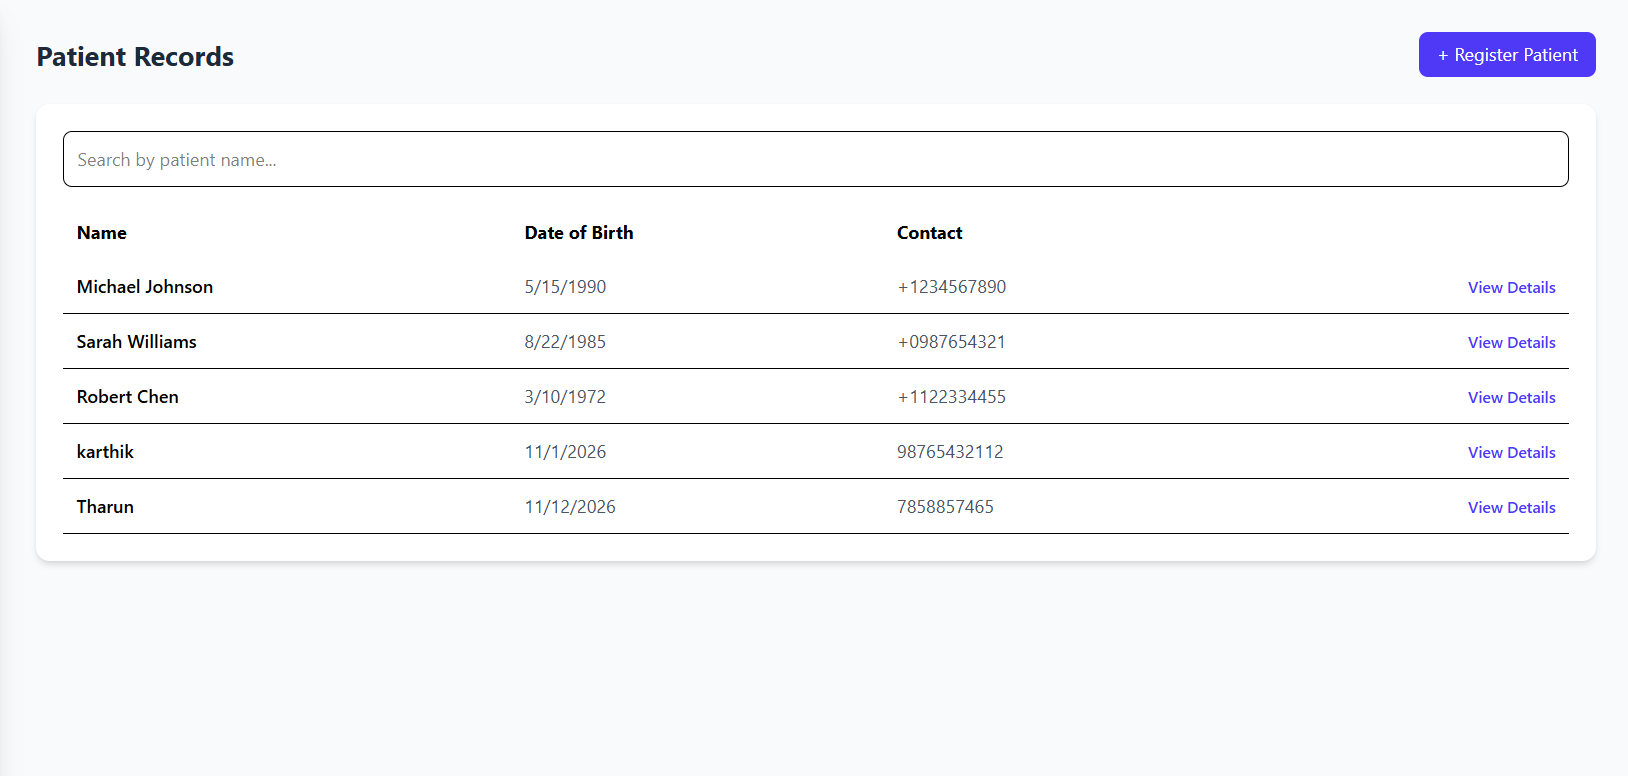 Patient Records
+ Register Patient
Search by patient name...
Name Date of Birth Contact
Michael Johnson 5/15/1990 +1234567890 View Details
Sarah Williams 8/22/1985 +0987654321 View Details
Robert Chen 3/10/1972 +1122334455 View Details
karthik 11/1/2026 98765432112 View Details
Tharun 11/12/2026 7858857465 View Details